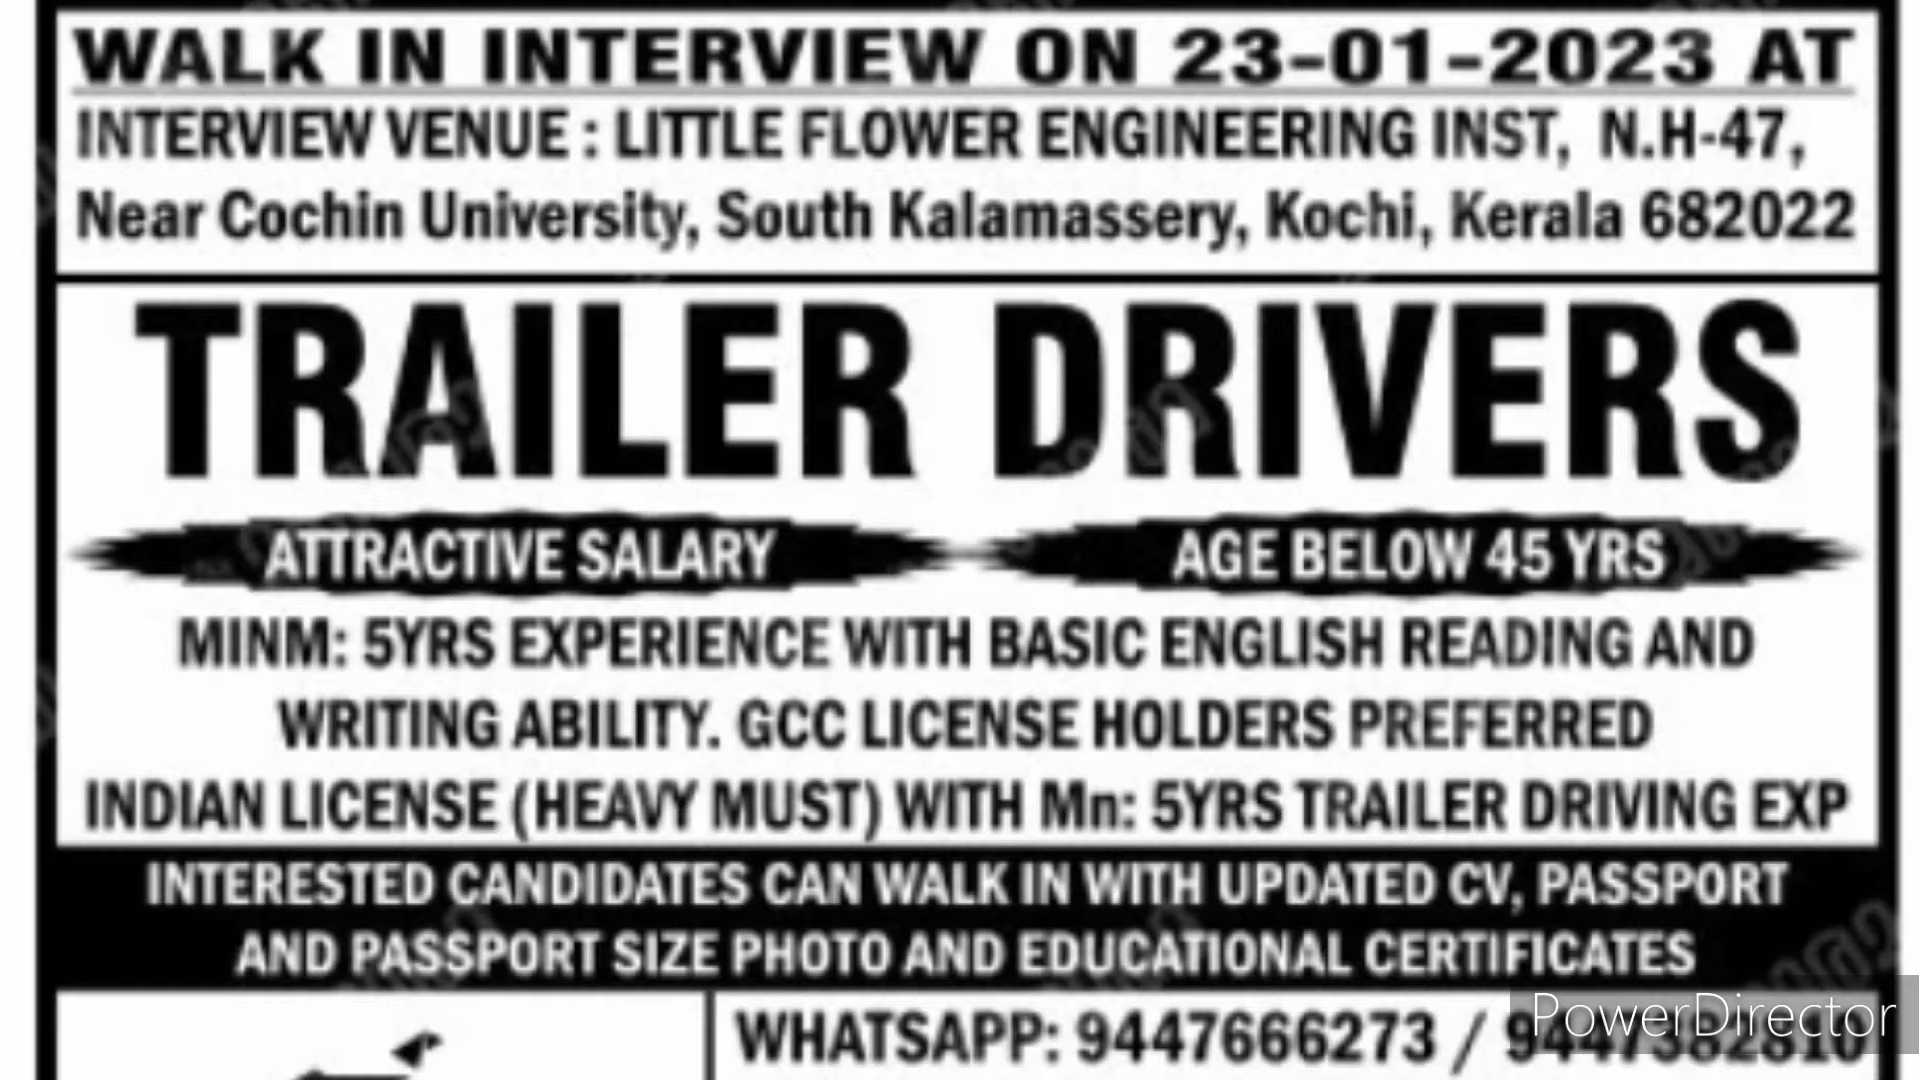 WALK IN INTERVIEW ON 23-01-2023 AT
INTERVIEW VENUE : LITTLE FLOWER ENGINEERING INST, N.H-47,
Near Cochin University, South Kalamassery, Kochi, Kerala 682022
TRAILER DRIVERS
ATTRACTIVE SALARY
AGE BELOW 45 YRS
MINM: 5YRS EXPERIENCE WITH BASIC ENGLISH READING AND
WRITING ABILITY. GCC LICENSE HOLDERS PREFERRED
INDIAN LICENSE (HEAVY MUST) WITH Mn: 5YRS TRAILER DRIVING EXP
INTERESTED CANDIDATES CAN WALK IN WITH UPDATED CV, PASSPORT
AND PASSPORT SIZE PHOTO AND EDUCATIONAL CERTIFICATES
WHATSAPP: 9447666273 / 9447382810
PowerDirector